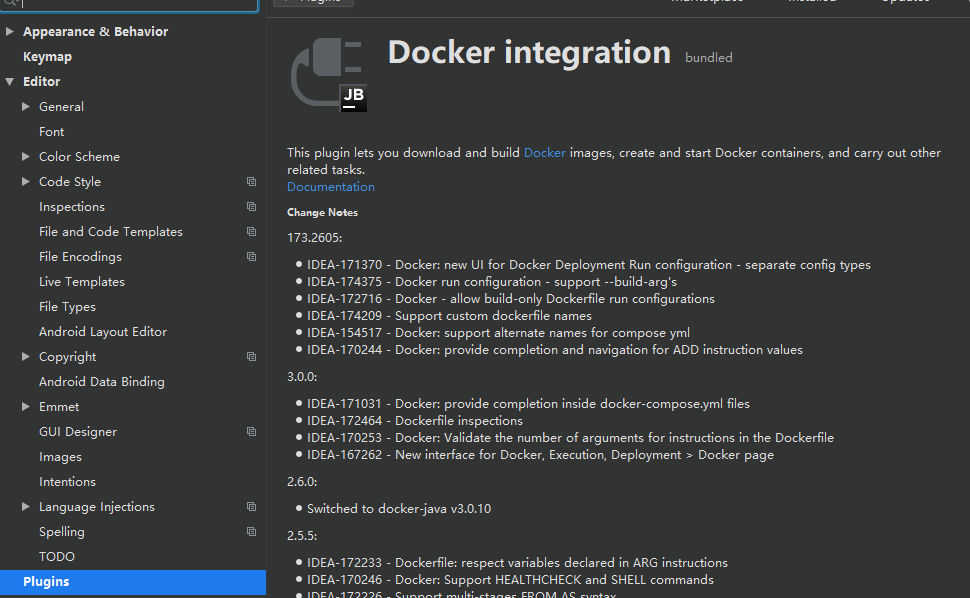 Plugins
Marketplace
Installed
Updates
Appearance & Behavior
Keymap
Editor
General
Font
Color Scheme
Code Style
Inspections
File and Code Templates
File Encodings
Live Templates
File Types
Android Layout Editor
Copyright
Android Data Binding
Emmet
GUI Designer
Images
Intentions
Language Injections
Spelling
TODO
Plugins
JB
Docker integration bundled
This plugin lets you download and build Docker images, create and start Docker containers, and carry out other
related tasks.
Documentation
Change Notes
173.2605:
• IDEA-171370 - Docker: new UI for Docker Deployment Run configuration - separate config types
• IDEA-174375 - Docker run configuration - support --build-arg's
• IDEA-172716 - Docker - allow build-only Dockerfile run configurations
• IDEA-174209 - Support custom dockerfile names
• IDEA-154517 - Docker: support alternate names for compose yml
• IDEA-170244 - Docker: provide completion and navigation for ADD instruction values
3.0.0:
• IDEA-171031 - Docker: provide completion inside docker-compose.yml files
• IDEA-172464 - Dockerfile inspections
• IDEA-170253 - Docker: Validate the number of arguments for instructions in the Dockerfile
• IDEA-167262 - New interface for Docker, Execution, Deployment > Docker page
2.6.0:
• Switched to docker-java v3.0.10
2.5.5:
• IDEA-172233 - Dockerfile: respect variables declared in ARG instructions
• IDEA-170246 - Docker: Support HEALTHCHECK and SHELL commands
• IDEA-172226 - Support multi-stages FROM AS syntax